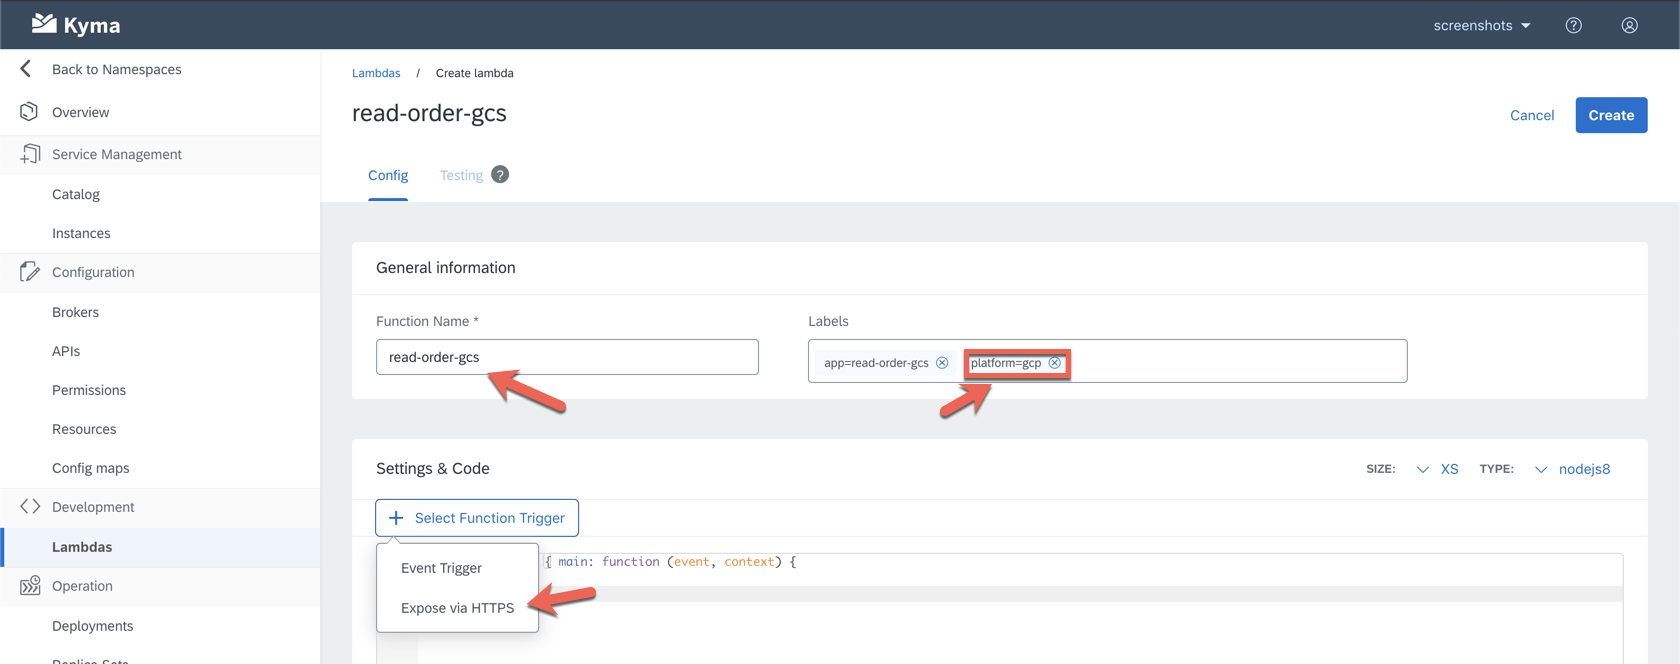 Kyma
screenshots
Back to Namespaces
Overview
Service Management
Catalog
Instances
Configuration
Brokers
APIs
Permissions
Resources
Config maps
Development
Lambdas
Operation
Deployments
Replica Sets
Lambdas / Create lambda
read-order-gcs
Cancel
Create
Config
Testing ?
General information
Function Name *
read-order-gcs
Labels
app=read-order-gcs
platform=gcp
Settings & Code
SIZE: XS TYPE: nodejs8
+ Select Function Trigger
Event Trigger
Expose via HTTPS
{ main: function (event, context) {